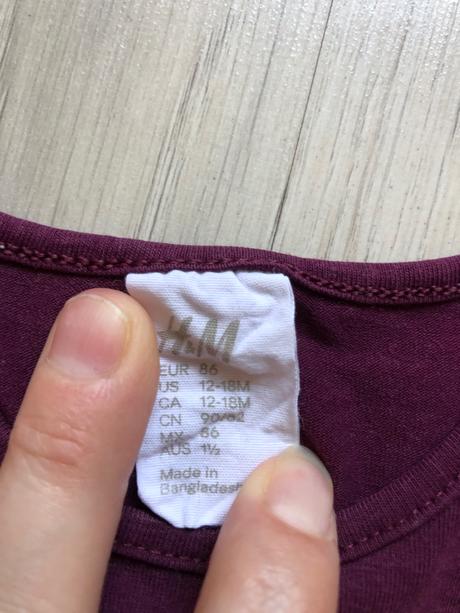 H&M
EUR 86
US 12-18M
CA 12-18M
CN 90/52
MX 86
AUS 1½
Made in
Bangladesh